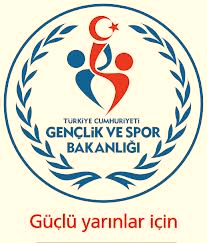 TÜRKİYE CUMHURİYETİ
GENÇLİK VE SPOR
BAKANLIĞI
Güçlü yarınlar için